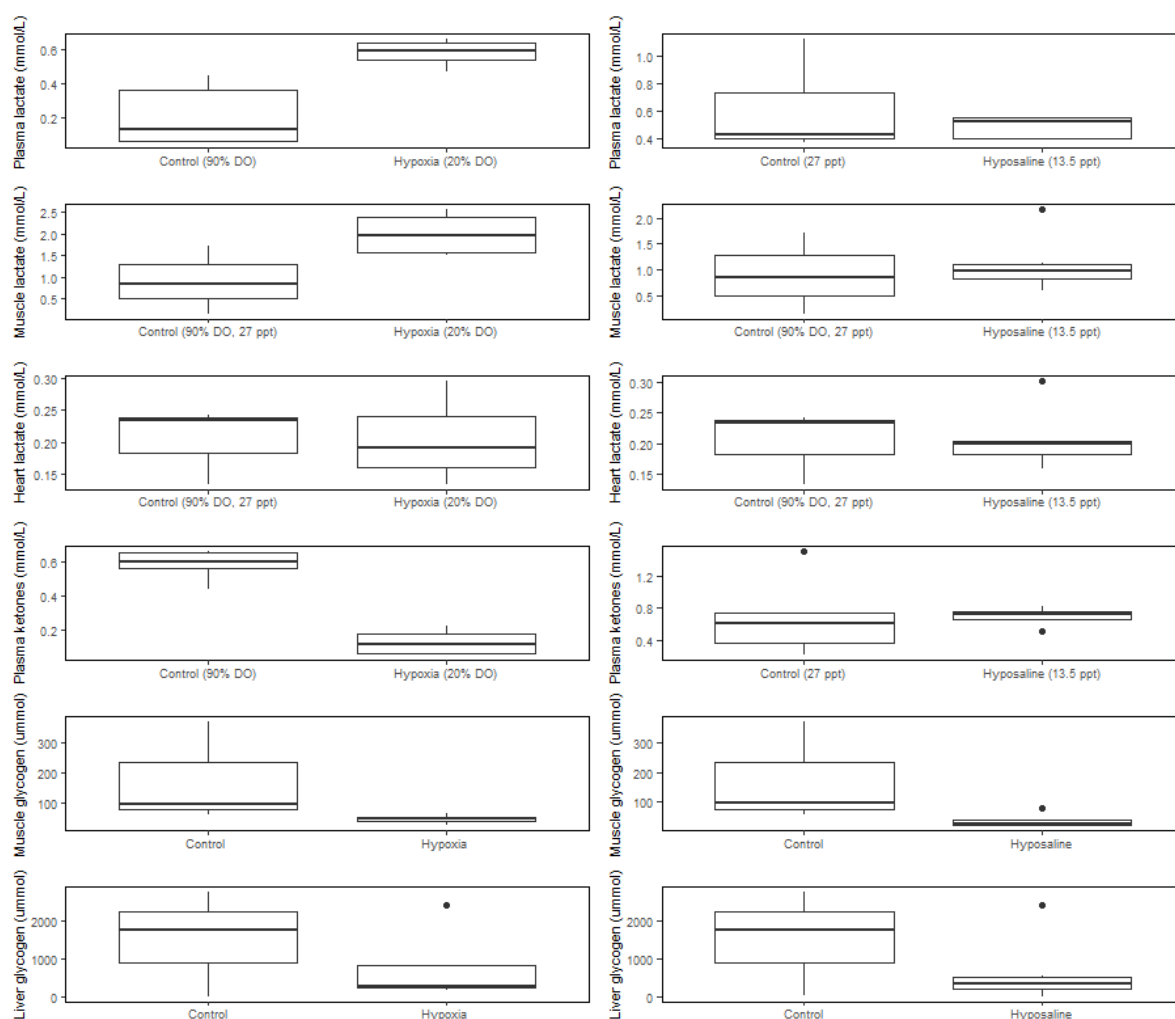 Plasma lactate (mmol/L)
0.6
0.4
0.2
Control (90% DO)
Hypoxia (20% DO)
Plasma lactate (mmol/L)
1.0
0.8
0.6
0.4
Control (27 ppt)
Hyposaline (13.5 ppt)
Muscle lactate (mmol/L)
2.5
2.0
1.5
1.0
0.5
Control (90% DO, 27 ppt)
Hypoxia (20% DO)
Muscle lactate (mmol/L)
2.0
1.5
1.0
0.5
Control (90% DO, 27 ppt)
Hyposaline (13.5 ppt)
Heart lactate (mmol/L)
0.30
0.25
0.20
0.15
Control (90% DO, 27 ppt)
Hypoxia (20% DO)
Heart lactate (mmol/L)
0.30
0.25
0.20
0.15
Control (90% DO, 27 ppt)
Hyposaline (13.5 ppt)
Plasma ketones (mmol/L)
0.6
0.4
0.2
Control (90% DO)
Hypoxia (20% DO)
Plasma ketones (mmol/L)
1.2
0.8
0.4
Control (27 ppt)
Hyposaline (13.5 ppt)
Muscle glycogen (ummol)
300
200
100
Control
Hypoxia
Muscle glycogen (ummol)
300
200
100
Control
Hyposaline
Liver glycogen (ummol)
2000
1000
0
Control
Hypoxia
Liver glycogen (ummol)
2000
1000
0
Control
Hyposaline